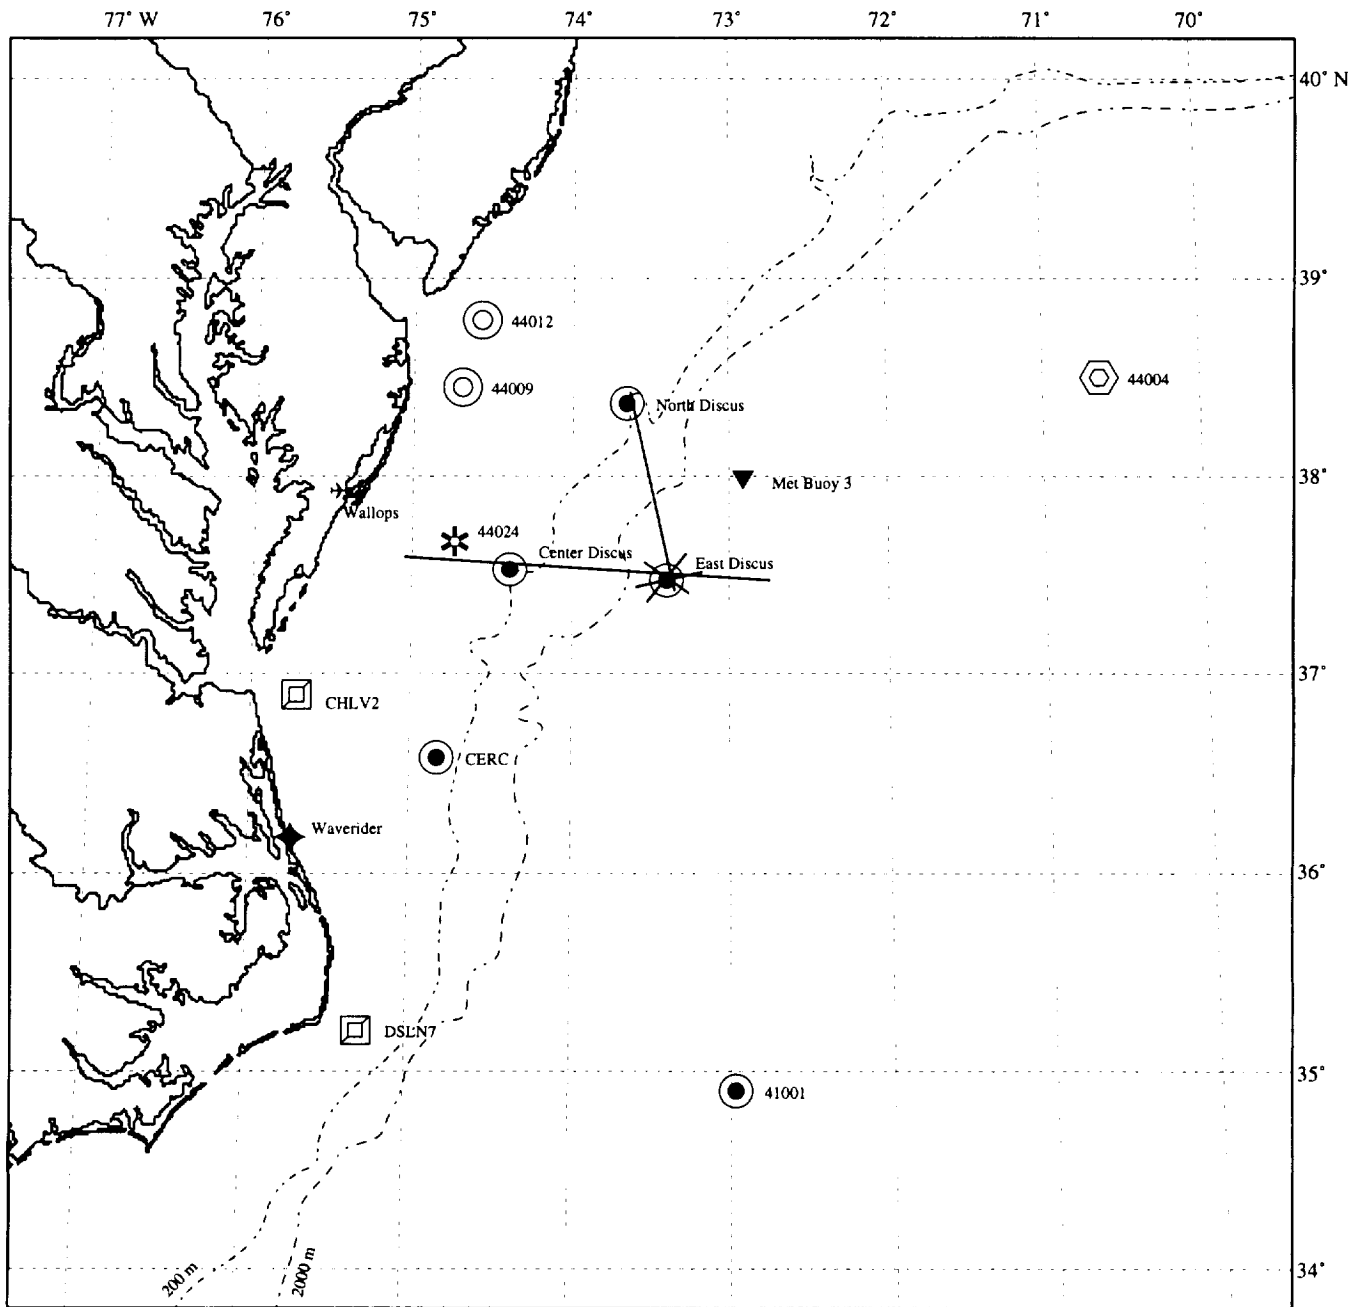 77° W 76° 75° 74° 73° 72° 71° 70°
40° N
39°
44012
44004
44009
North Discus
38°
Met Buoy 3
Wallops
44024
Center Discus
East Discus
37°
CHLV2
CERC
Waverider
36°
DSLN7
35°
41001
34°
200 m
2000 m